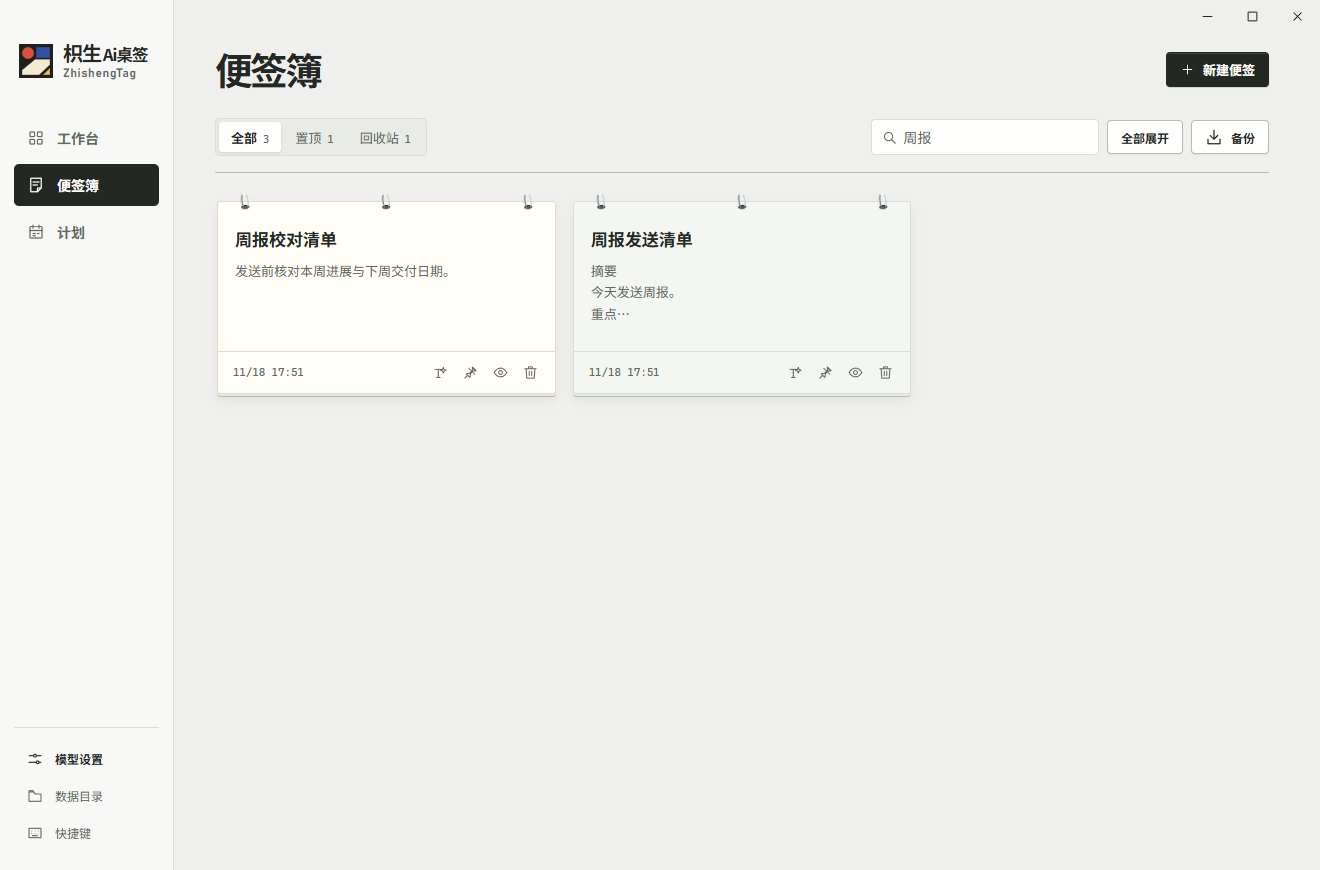 枳生Ai桌签
ZhishengTag
工作台
便签簿
计划
模型设置
数据目录
快捷键
便签簿
新建便签
全部 3
置顶 1
回收站 1
周报
全部展开
备份
周报校对清单
发送前核对本周进展与下周交付日期。
11/18 17:51
周报发送清单
摘要
今天发送周报。
重点…
11/18 17:51